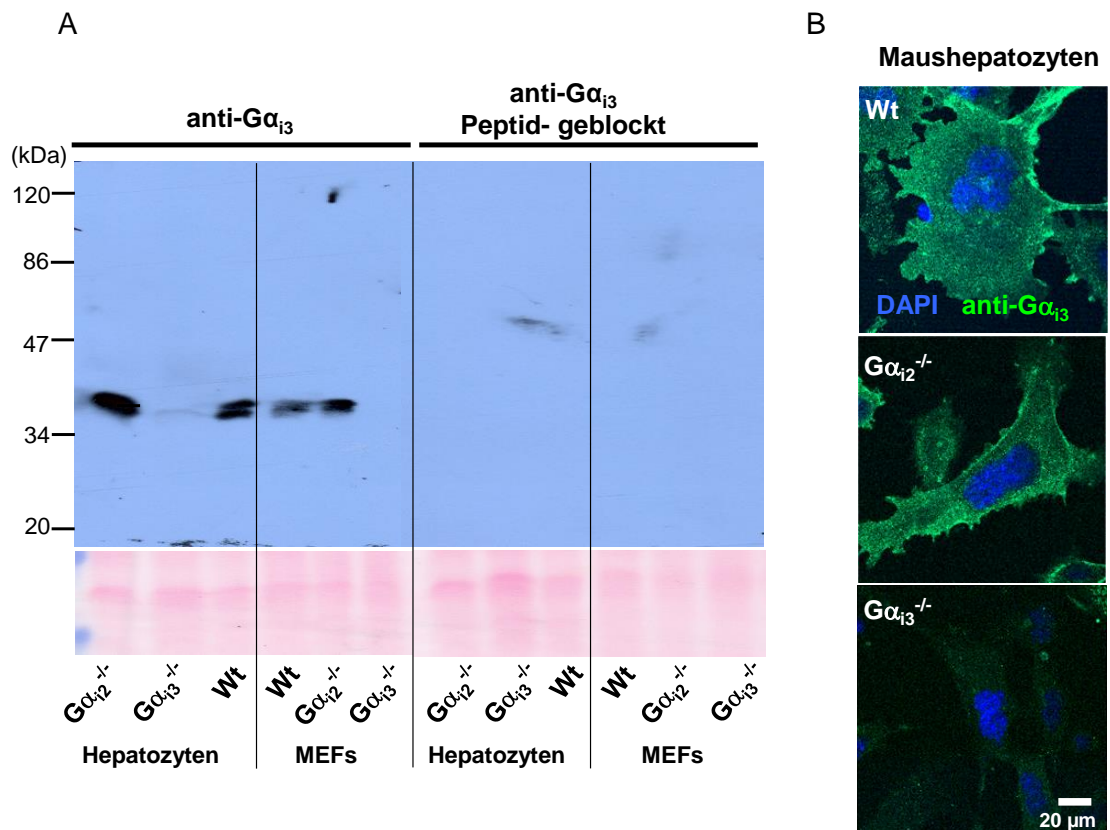 A
B
anti-Gαi3
anti-Gαi3
Peptid- geblockt
(kDa)
120
86
47
34
20
Gαi2-/-
Gαi3-/-
Wt
Wt
Gαi2-/-
Gαi3-/-
Gαi2-/-
Gαi3-/-
Wt
Wt
Gαi2-/-
Gαi3-/-
Hepatozyten
MEFs
Hepatozyten
MEFs
Maushepatozyten
Wt
DAPI anti-Gαi3
Gαi2-/-
Gαi3-/-
20 µm